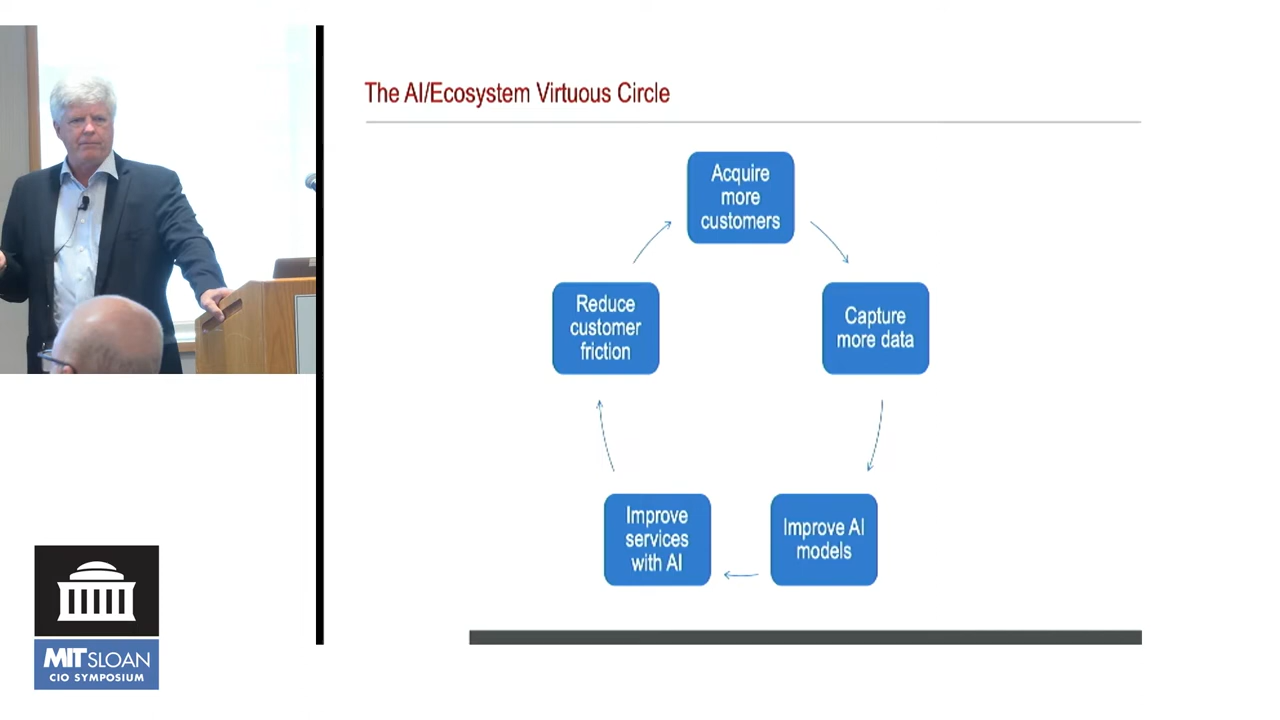 The AI/Ecosystem Virtuous Circle
Acquire
more
customers
Capture
more data
Improve AI
models
Improve
services
with AI
Reduce
customer
friction
MIT SLOAN
CIO SYMPOSIUM